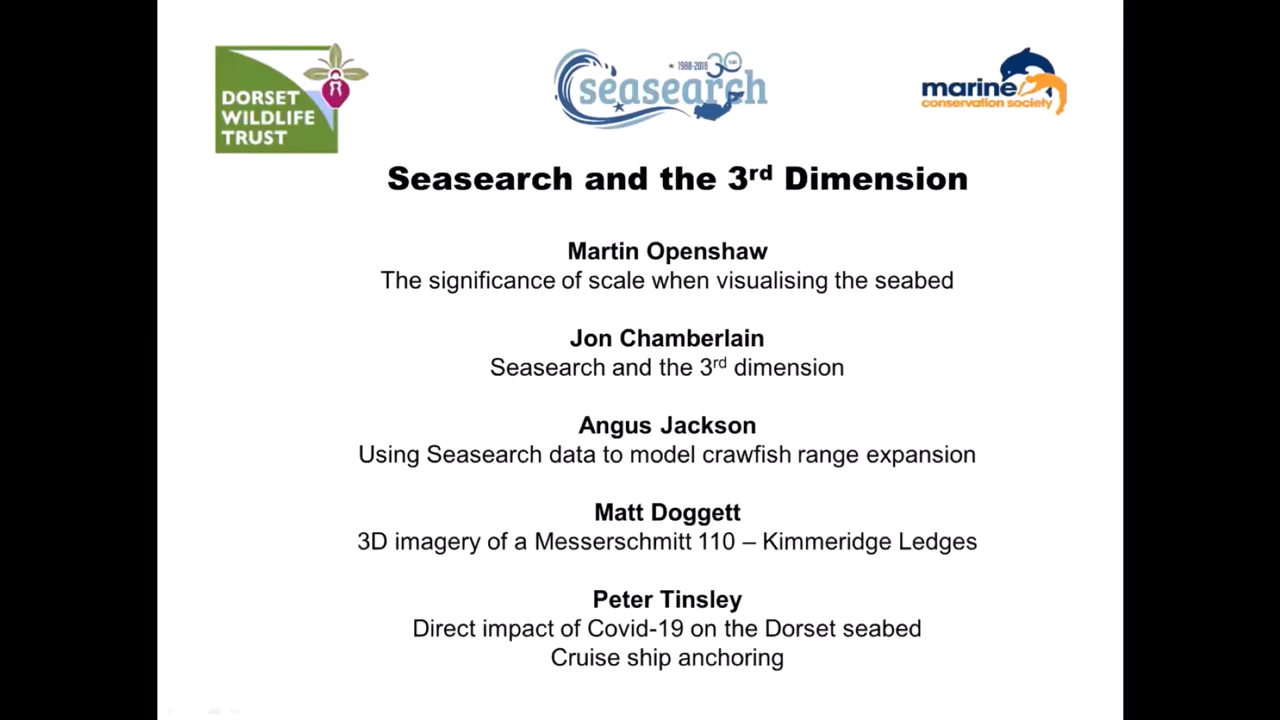 DORSET
WILDLIFE
TRUST
1988-2018 30
seasearch
marine
conservation society
Seasearch and the 3rd Dimension
Martin Openshaw
The significance of scale when visualising the seabed
Jon Chamberlain
Seasearch and the 3rd dimension
Angus Jackson
Using Seasearch data to model crawfish range expansion
Matt Doggett
3D imagery of a Messerschmitt 110 – Kimmeridge Ledges
Peter Tinsley
Direct impact of Covid-19 on the Dorset seabed
Cruise ship anchoring